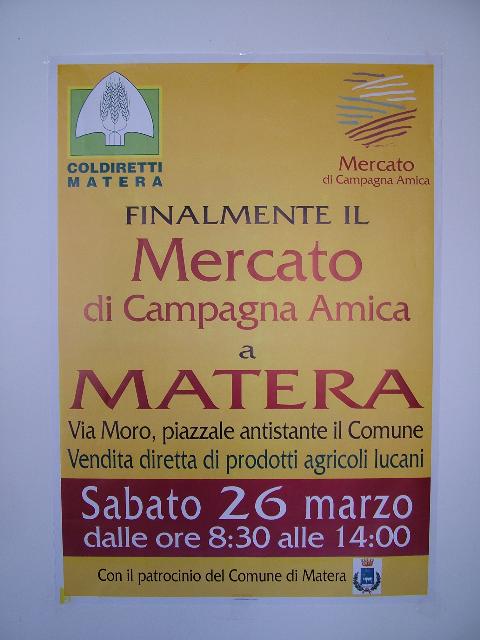 COLDIRETTI
MATERA
Mercato
di Campagna Amica
FINALMENTE IL
Mercato
di Campagna Amica
a
MATERA
Via Moro, piazzale antistante il Comune
Vendita diretta di prodotti agricoli lucani
Sabato 26 marzo
dalle ore 8:30 alle 14:00
Con il patrocinio del Comune di Matera